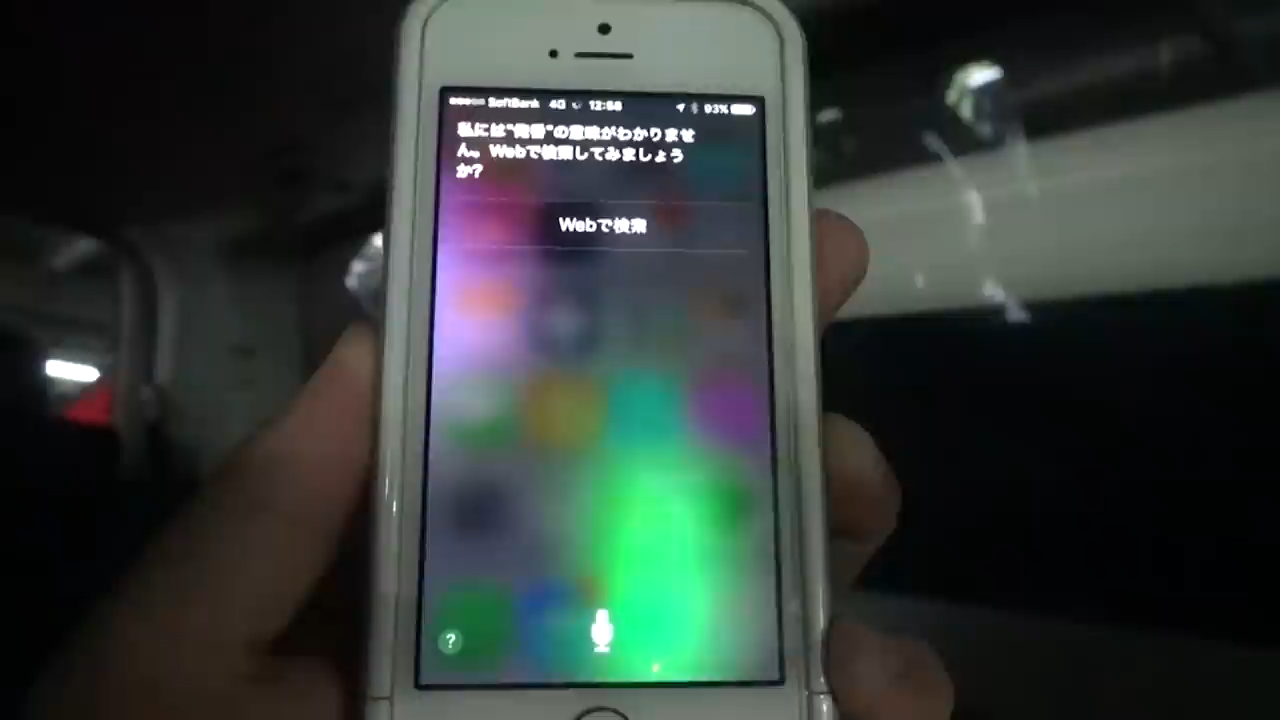 SoftBank 4G 12:56 93%
私には"発番"の意味がわかりませ
ん。Webで検索してみましょう
か?
Webで検索
?